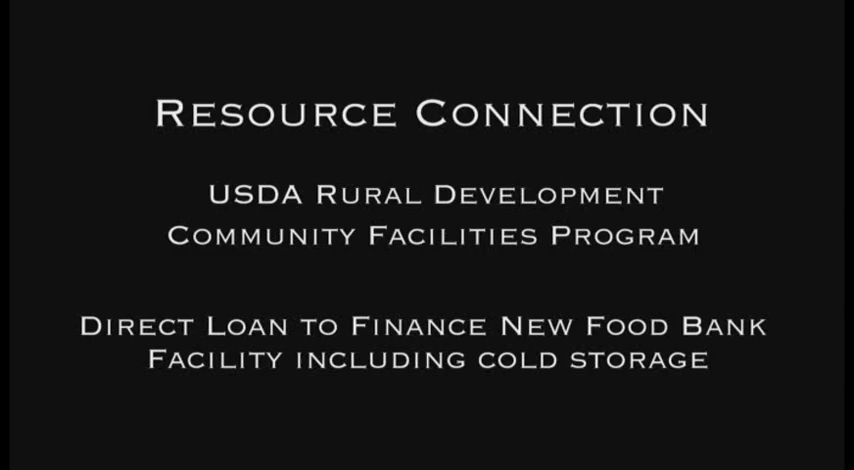 Resource Connection
USDA Rural Development
Community Facilities Program
Direct Loan to Finance New Food Bank
Facility including cold storage